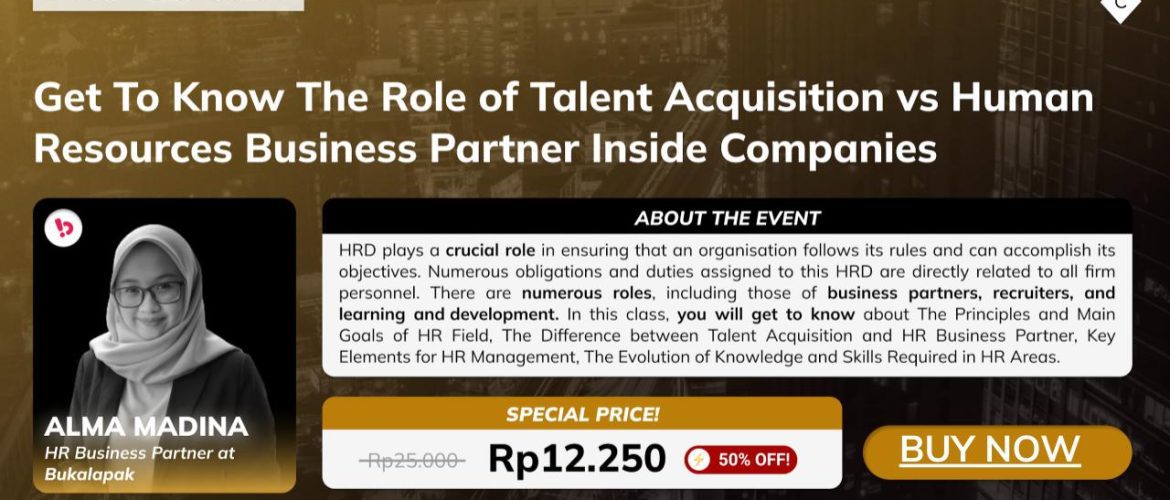 Get To Know The Role of Talent Acquisition vs Human
Resources Business Partner Inside Companies
ABOUT THE EVENT
HRD plays a crucial role in ensuring that an organisation follows its rules and can accomplish its
objectives. Numerous obligations and duties assigned to this HRD are directly related to all firm
personnel. There are numerous roles, including those of business partners, recruiters, and
learning and development. In this class, you will get to know about The Principles and Main
Goals of HR Field, The Difference between Talent Acquisition and HR Business Partner, Key
Elements for HR Management, The Evolution of Knowledge and Skills Required in HR Areas.
ALMA MADINA
HR Business Partner at
Bukalapak
SPECIAL PRICE!
Rp25.000 Rp12.250 50% OFF!
BUY NOW